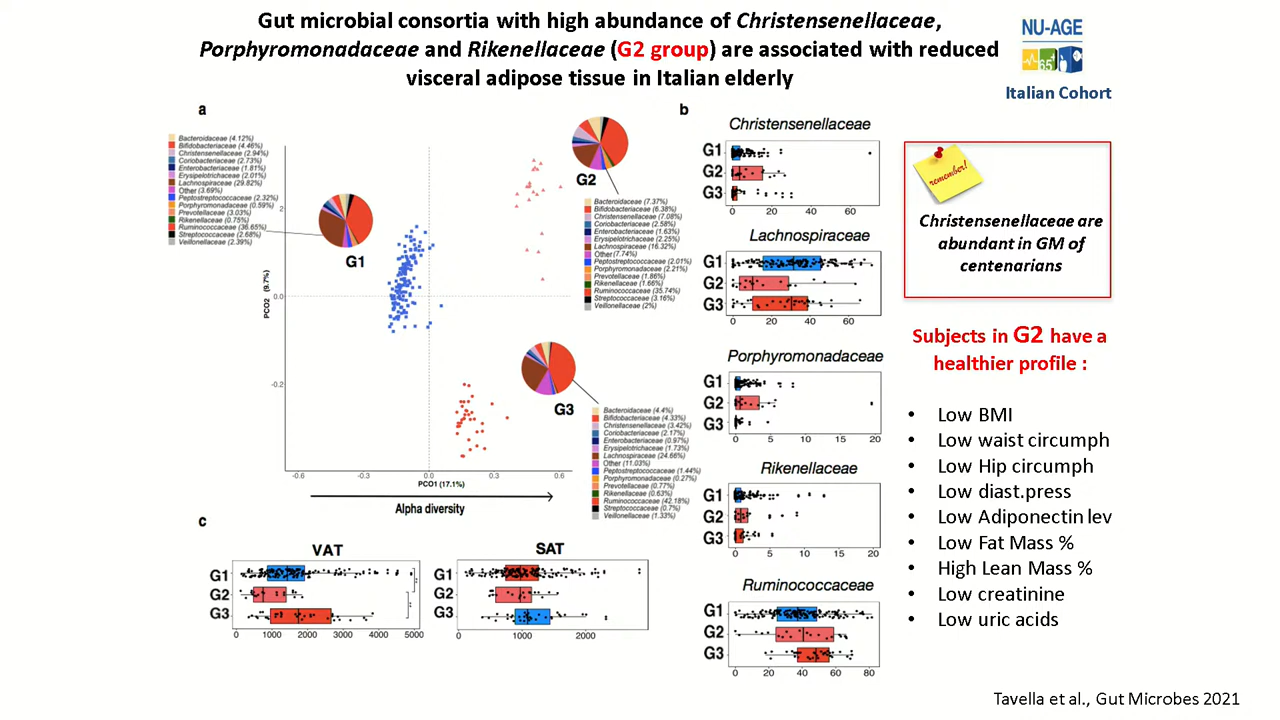 Gut microbial consortia with high abundance of Christensenellaceae,
Porphyromonadaceae and Rikenellaceae (G2 group) are associated with reduced
visceral adipose tissue in Italian elderly
NU-AGE
65+
Italian Cohort
a
Bacteroidaceae (4.12%)
Bifidobacteriaceae (4.46%)
Christensenellaceae (2.94%)
Coriobacteriaceae (2.73%)
Enterobacteriaceae (1.81%)
Erysipelotrichaceae (2.01%)
Lachnospiraceae (29.82%)
Other (3.69%)
Peptostreptococcaceae (2.32%)
Porphyromonadaceae (0.59%)
Prevotellaceae (3.03%)
Rikenellaceae (0.75%)
Ruminococcaceae (36.65%)
Streptococcaceae (2.68%)
Veillonellaceae (2.39%)
G1
G2
Bacteroidaceae (7.37%)
Bifidobacteriaceae (6.38%)
Christensenellaceae (7.08%)
Coriobacteriaceae (2.58%)
Enterobacteriaceae (1.63%)
Erysipelotrichaceae (2.25%)
Lachnospiraceae (16.32%)
Other (7.74%)
Peptostreptococcaceae (2.01%)
Porphyromonadaceae (2.21%)
Prevotellaceae (1.86%)
Rikenellaceae (1.66%)
Ruminococcaceae (35.74%)
Streptococcaceae (3.16%)
Veillonellaceae (2%)
G3
Bacteroidaceae (4.4%)
Bifidobacteriaceae (4.33%)
Christensenellaceae (3.42%)
Coriobacteriaceae (2.17%)
Enterobacteriaceae (0.97%)
Erysipelotrichaceae (1.73%)
Lachnospiraceae (24.66%)
Other (11.03%)
Peptostreptococcaceae (1.44%)
Porphyromonadaceae (0.27%)
Prevotellaceae (0.77%)
Rikenellaceae (0.63%)
Ruminococcaceae (42.18%)
Streptococcaceae (0.7%)
Veillonellaceae (1.33%)
PCO2 (9.7%)
2
0.0
-0.2
-0.6 -0.3 0.0 0.3 0.6
PCO1 (17.1%)
Alpha diversity
b
Christensenellaceae
G1
G2
G3
0 20 40 60
Lachnospiraceae
G1
G2
G3
0 20 40 60
Porphyromonadaceae
G1
G2
G3
0 5 10 15 20
Rikenellaceae
G1
G2
G3
0 5 10 15 20
Ruminococcaceae
G1
G2
G3
0 20 40 60 80
c
VAT
G1
G2
G3
0 1000 2000 3000 4000 5000
SAT
G1
G2
G3
0 1000 2000
remember!
Christensenellaceae are
abundant in GM of
centenarians
Subjects in G2 have a
healthier profile :
• Low BMI
• Low waist circumph
• Low Hip circumph
• Low diast.press
• Low Adiponectin lev
• Low Fat Mass %
• High Lean Mass %
• Low creatinine
• Low uric acids
Tavella et al., Gut Microbes 2021